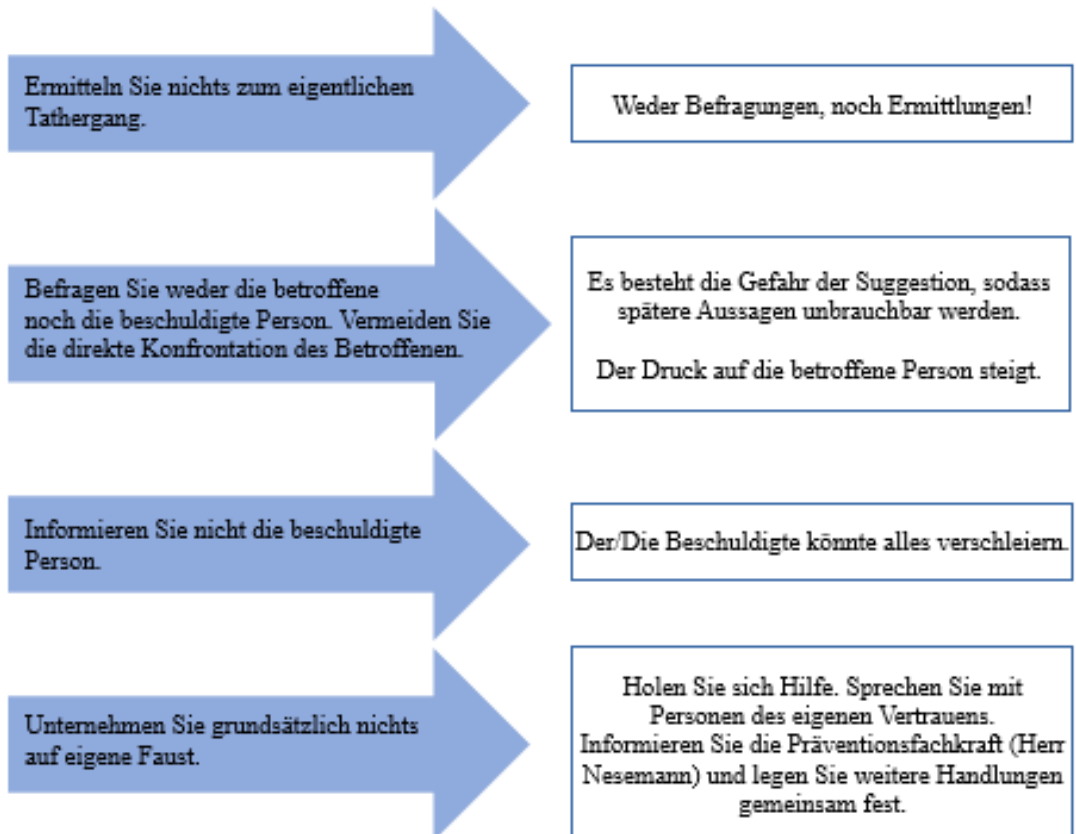 Ermitteln Sie nichts zum eigentlichen
Tathergang.
Weder Befragungen, noch Ermittlungen!
Befragen Sie weder die betroffene
noch die beschuldigte Person. Vermeiden Sie
die direkte Konfrontation des Betroffenen.
Es besteht die Gefahr der Suggestion, sodass
spätere Aussagen unbrauchbar werden.
Der Druck auf die betroffene Person steigt.
Informieren Sie nicht die beschuldigte
Person.
Der/Die Beschuldigte könnte alles verschleiern.
Unternehmen Sie grundsätzlich nichts
auf eigene Faust.
Holen Sie sich Hilfe. Sprechen Sie mit
Personen des eigenen Vertrauens.
Informieren Sie die Präventionsfachkraft (Herr
Nesemann) und legen Sie weitere Handlungen
gemeinsam fest.